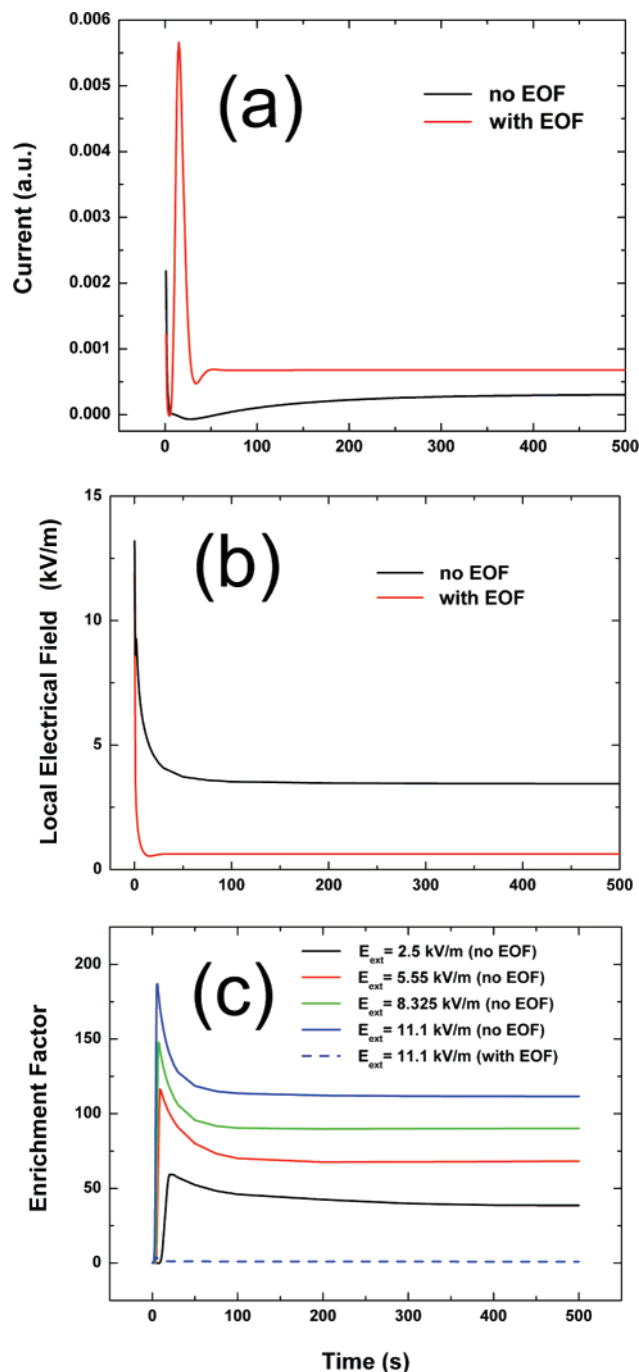 0.006
0.005
0.004
0.003
0.002
0.001
0.000
Current (a.u.)
(a)
no EOF
with EOF
0 100 200 300 400 500
15
10
5
0
Local Electrical Field (kV/m)
(b)
no EOF
with EOF
0 100 200 300 400 500
200
150
100
50
0
Enrichment Factor
(c)
E_ext = 2.5 kV/m (no EOF)
E_ext = 5.55 kV/m (no EOF)
E_ext = 8.325 kV/m (no EOF)
E_ext = 11.1 kV/m (no EOF)
E_ext = 11.1 kV/m (with EOF)
0 100 200 300 400 500
Time (s)